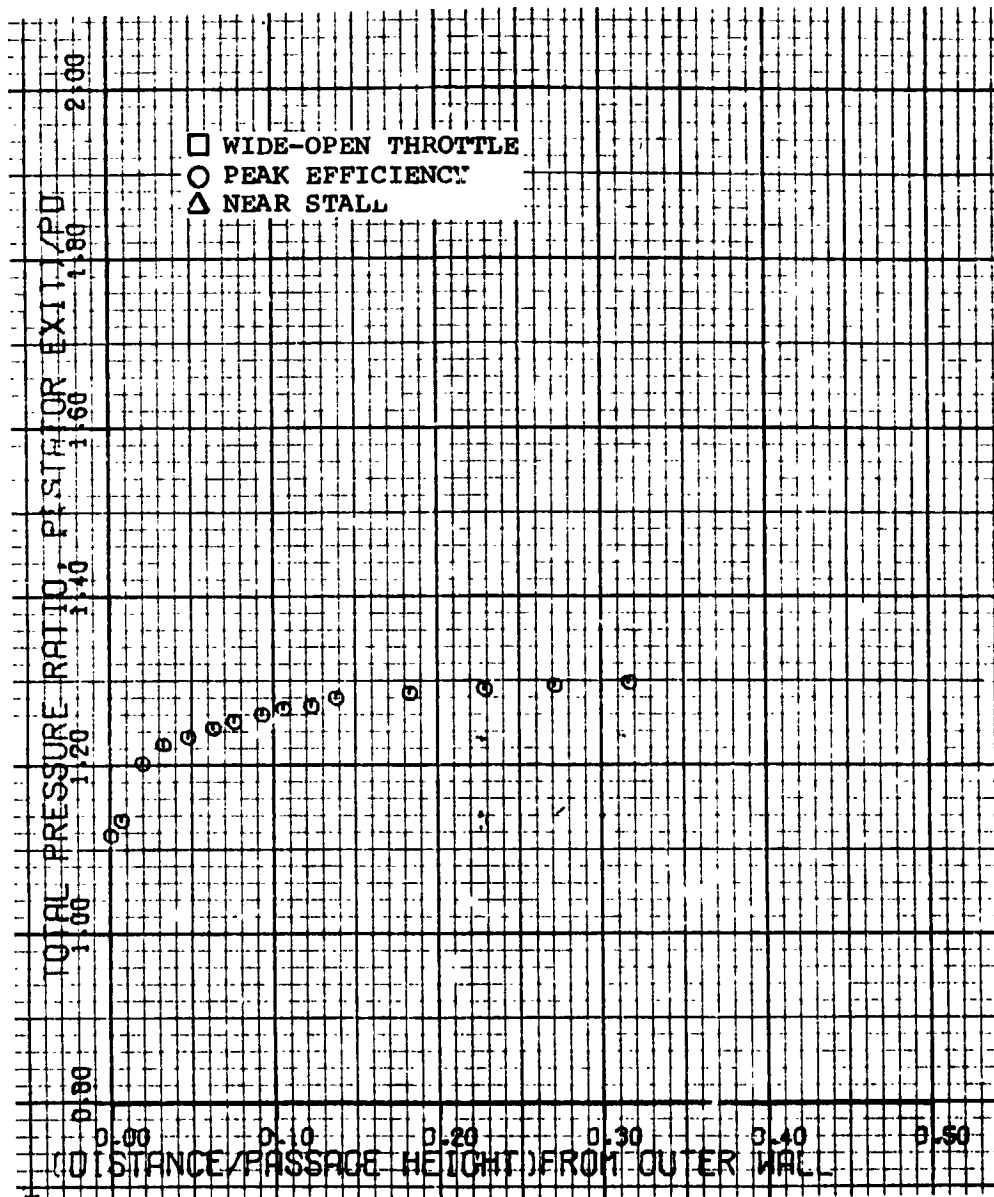 2.00
WIDE-OPEN THROTTLE
PEAK EFFICIENCY
NEAR STALL
1.80
1.60
1.40
1.20
1.00
0.80
TOTAL PRESSURE RATIO, P(STATOR EXIT)/PO
0.00 0.10 0.20 0.30 0.40 0.50
(DISTANCE/PASSAGE HEIGHT)FROM OUTER WALL